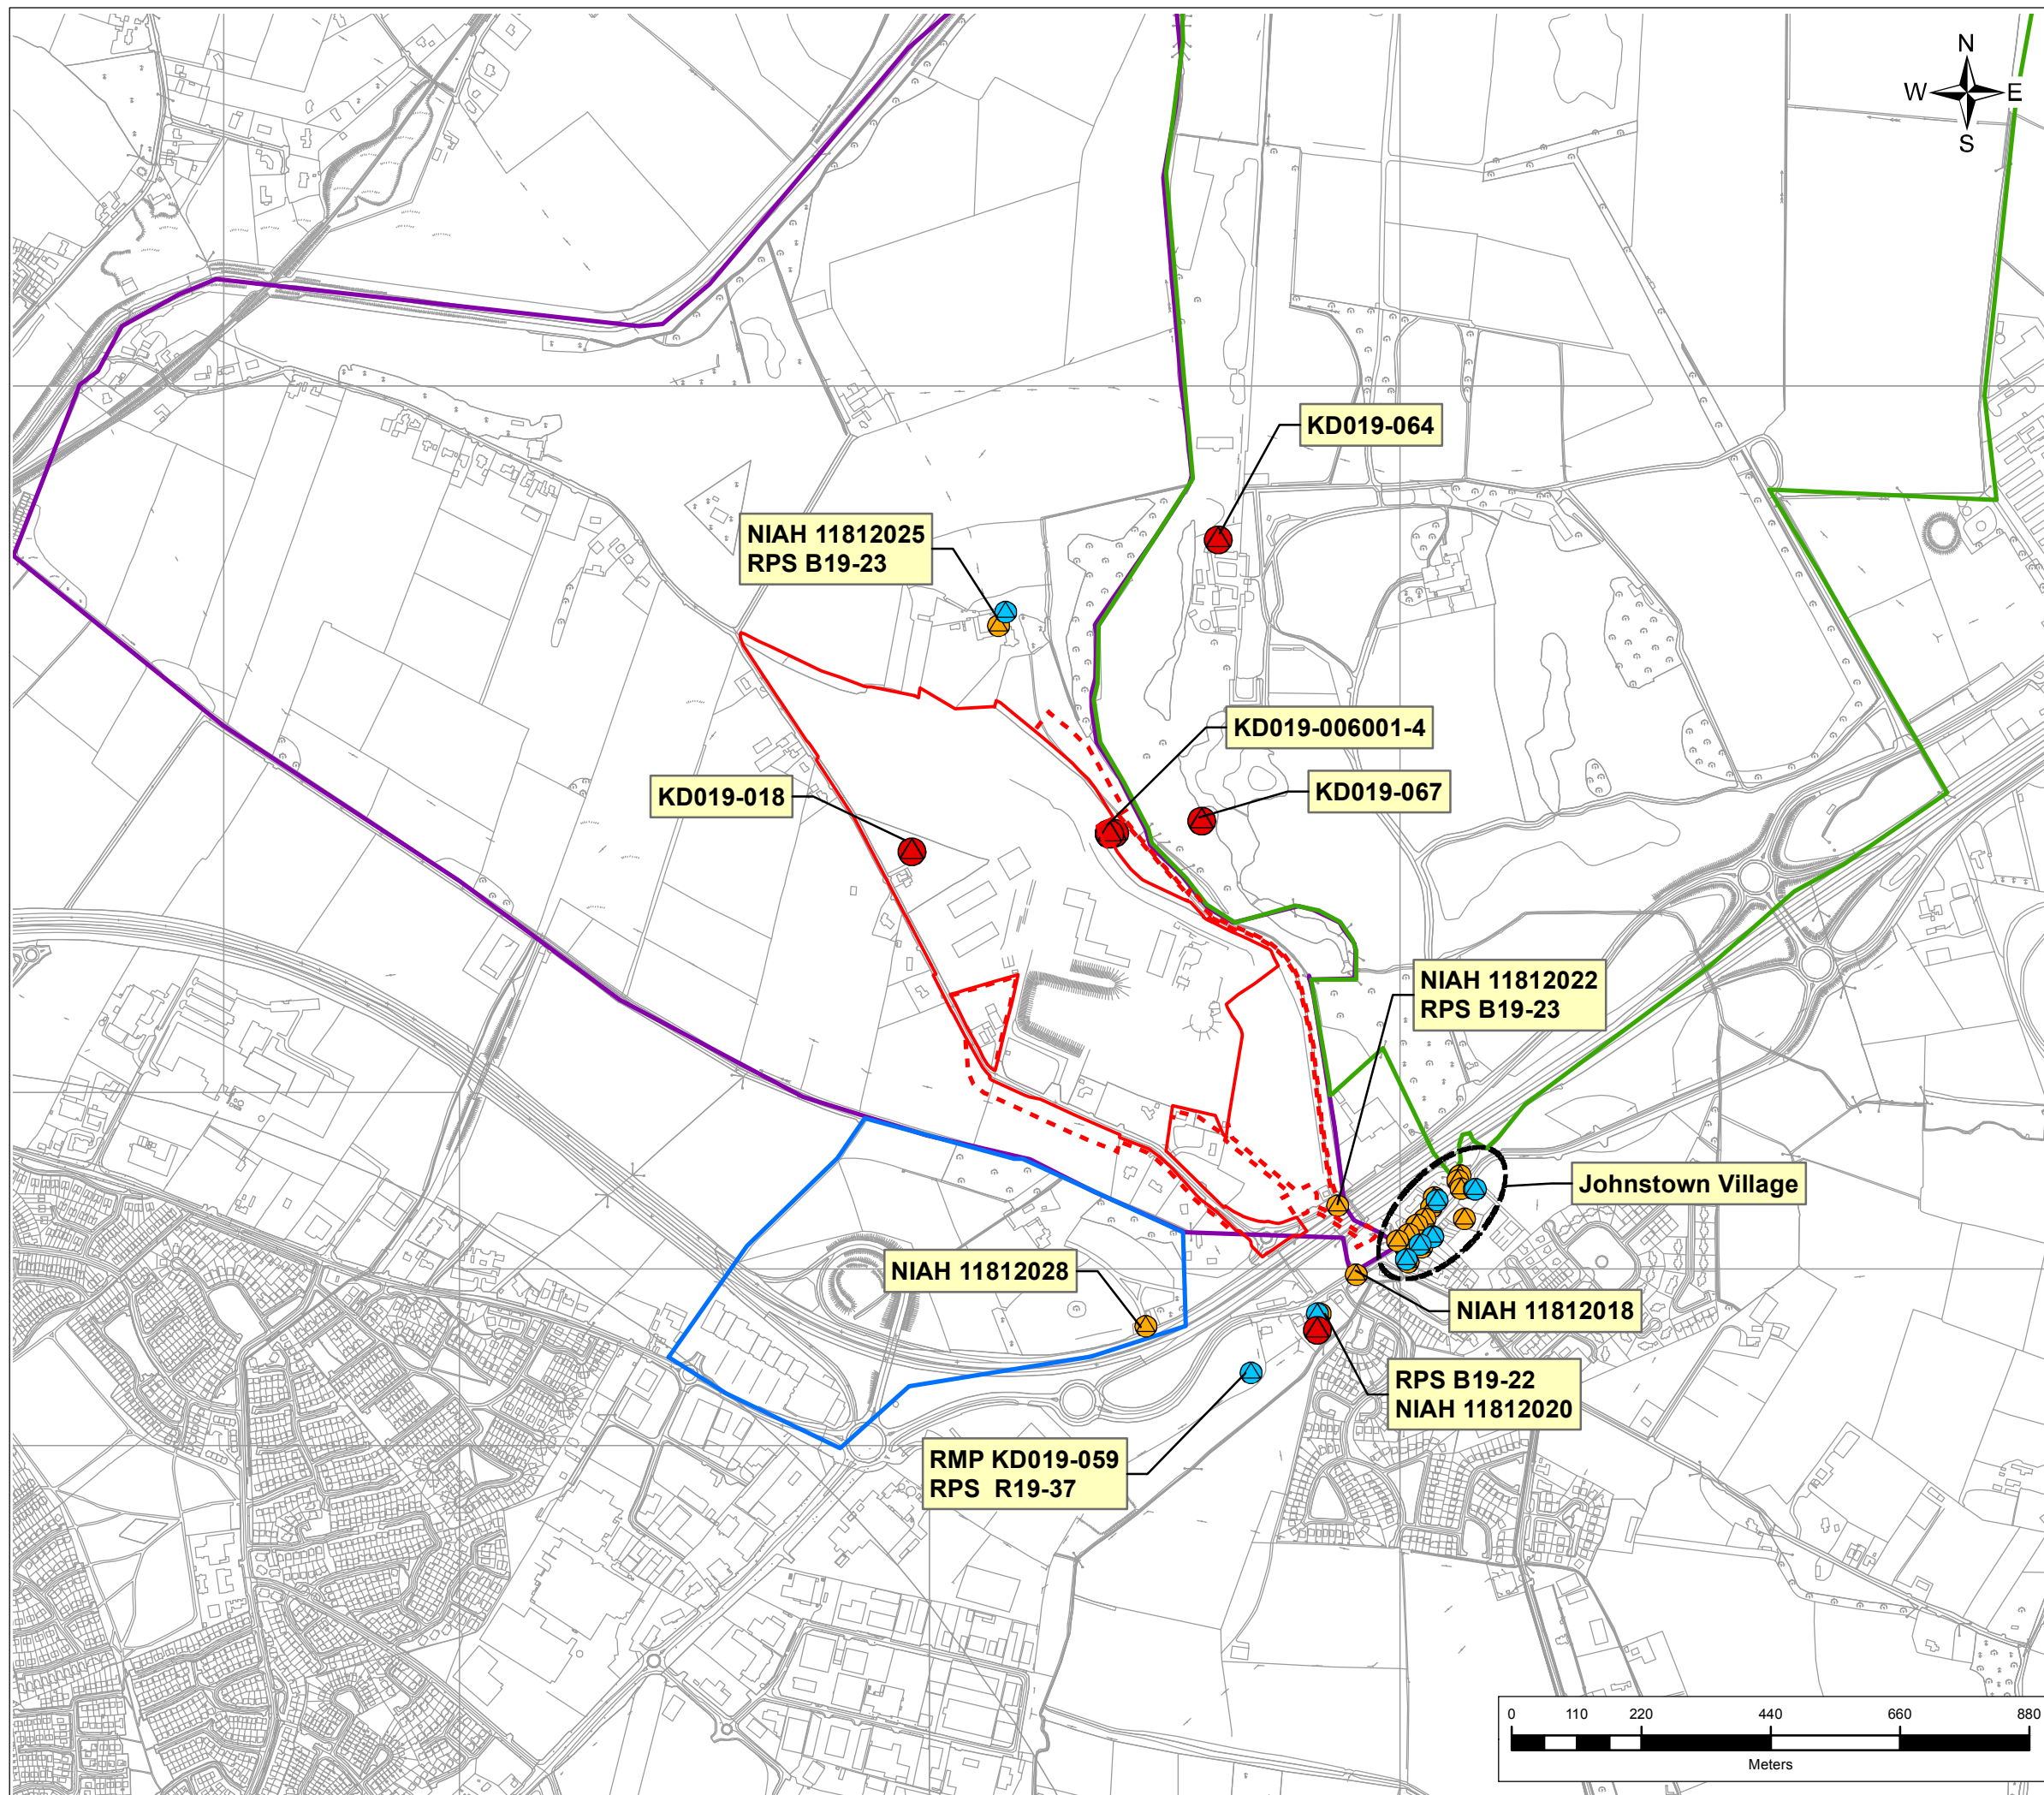 N
W
E
S
KD019-064
NIAH 11812025
RPS B19-23
KD019-006001-4
KD019-018
KD019-067
NIAH 11812022
RPS B19-23
Johnstown Village
NIAH 11812028
NIAH 11812018
RPS B19-22
NIAH 11812020
RMP KD019-059
RPS  R19-37
0 110 220 440 660 880
Meters